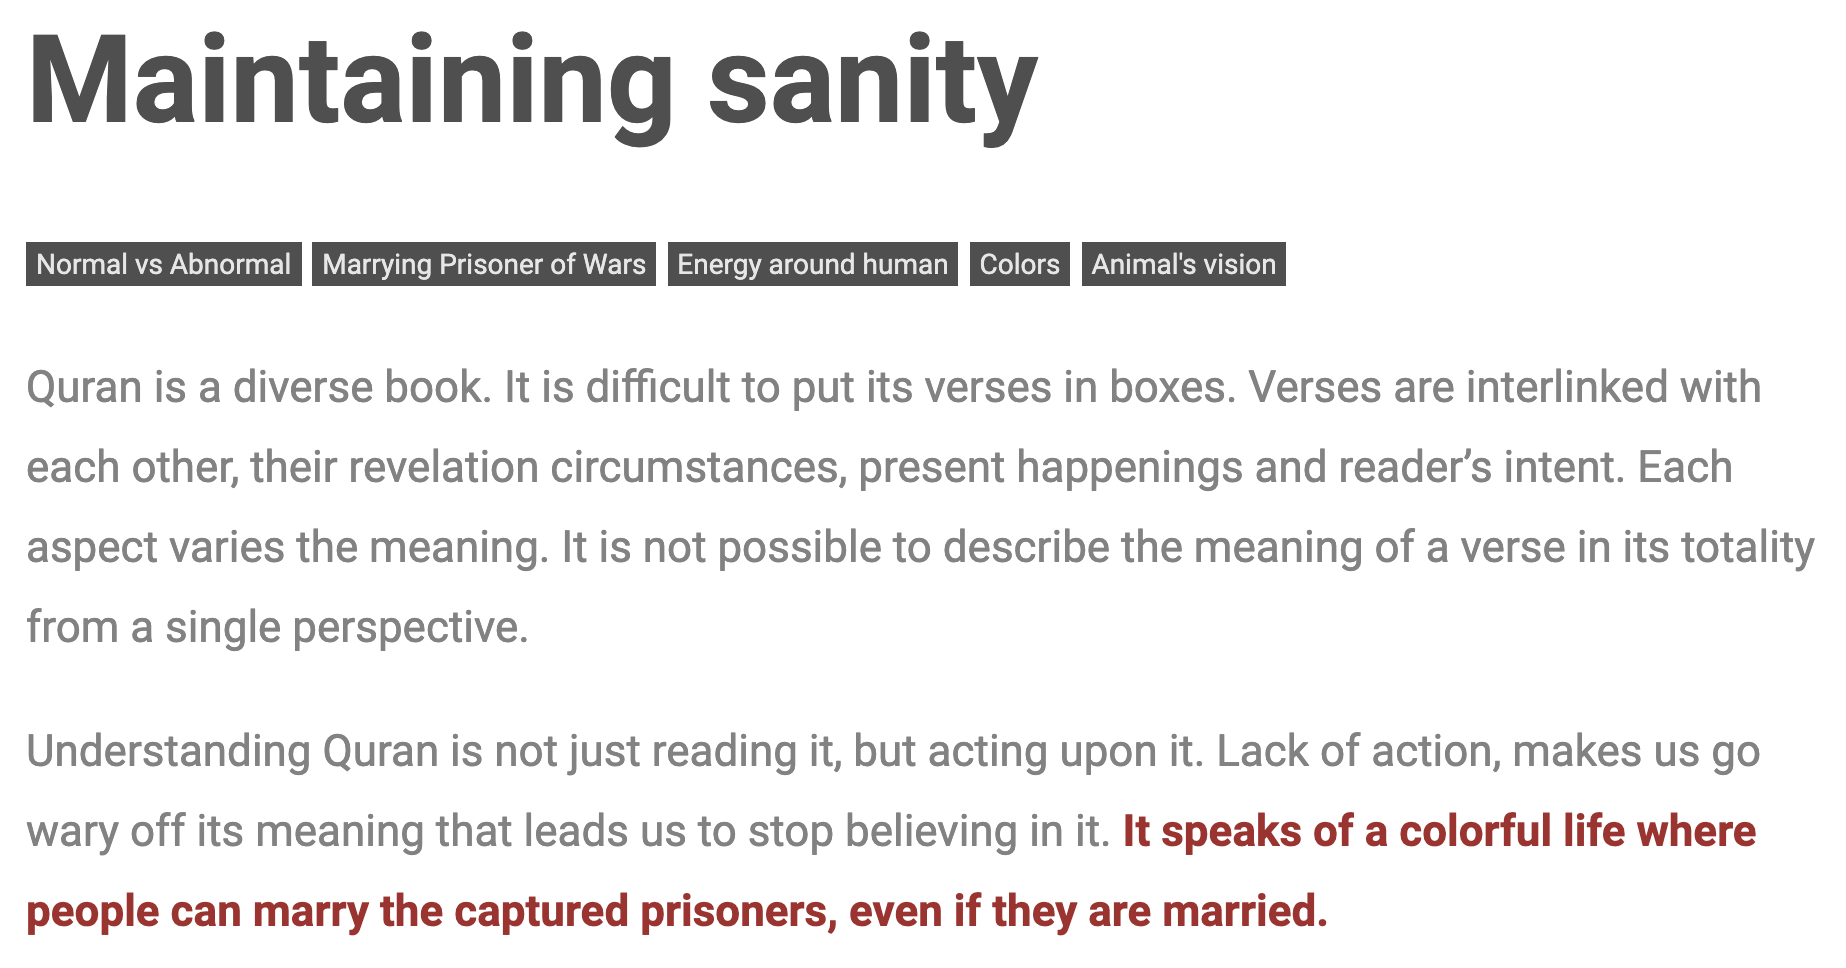 Maintaining sanity
Normal vs Abnormal Marrying Prisoner of Wars Energy around human Colors Animal's vision
Quran is a diverse book. It is difficult to put its verses in boxes. Verses are interlinked with
each other, their revelation circumstances, present happenings and reader’s intent. Each
aspect varies the meaning. It is not possible to describe the meaning of a verse in its totality
from a single perspective.
Understanding Quran is not just reading it, but acting upon it. Lack of action, makes us go
wary off its meaning that leads us to stop believing in it. It speaks of a colorful life where
people can marry the captured prisoners, even if they are married.